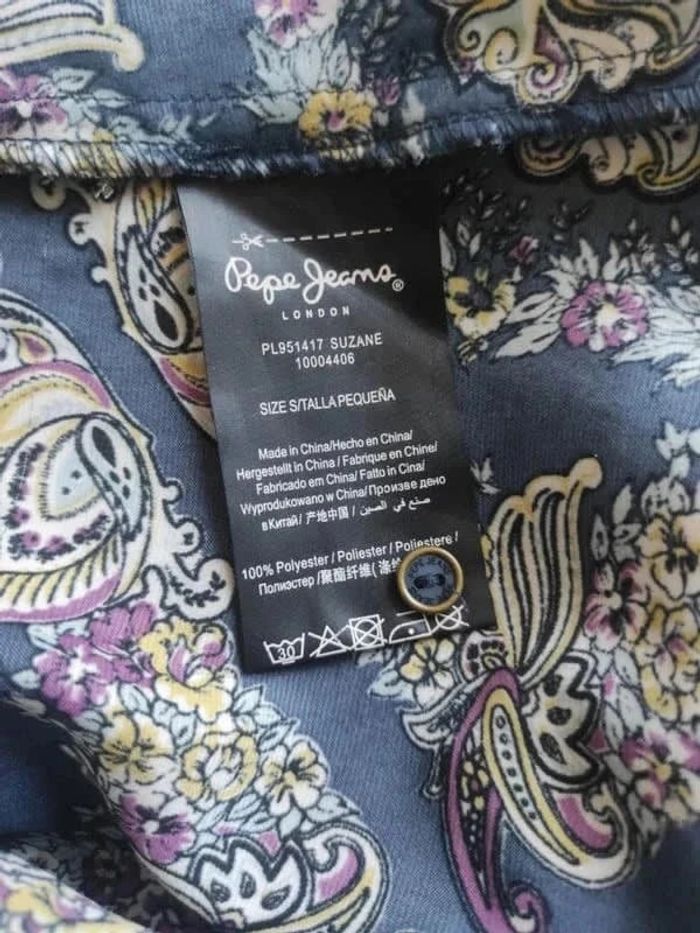 Pepe Jeans®
LONDON
PL951417 SUZANE
10004406
SIZE S/TALLA PEQUEÑA
Made in China/Hecho en China/
Hergestellt in China / Fabrique en Chine/
Fabricado em China/ Fatto in Cina/
Wyprodukowano w China/Произве дено
вКитай/ 产地中国 / صنع في الصين /
100% Polyester / Poliester / Poliestere /
Полиэстер /聚酯纤维( 涤
30